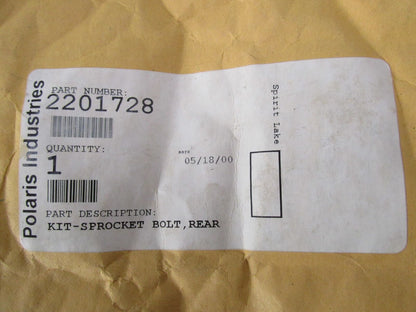 Polaris Industries
PART NUMBER:
2201728
QUANTITY:
1
DATE
05/18/00
Spirit Lake
PART DESCRIPTION:
KIT-SPROCKET BOLT,REAR